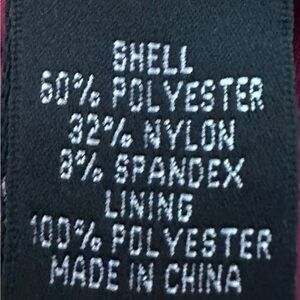 SHELL
60% POLYESTER
32% NYLON
8% SPANDEX
LINING
100% POLYESTER
MADE IN CHINA